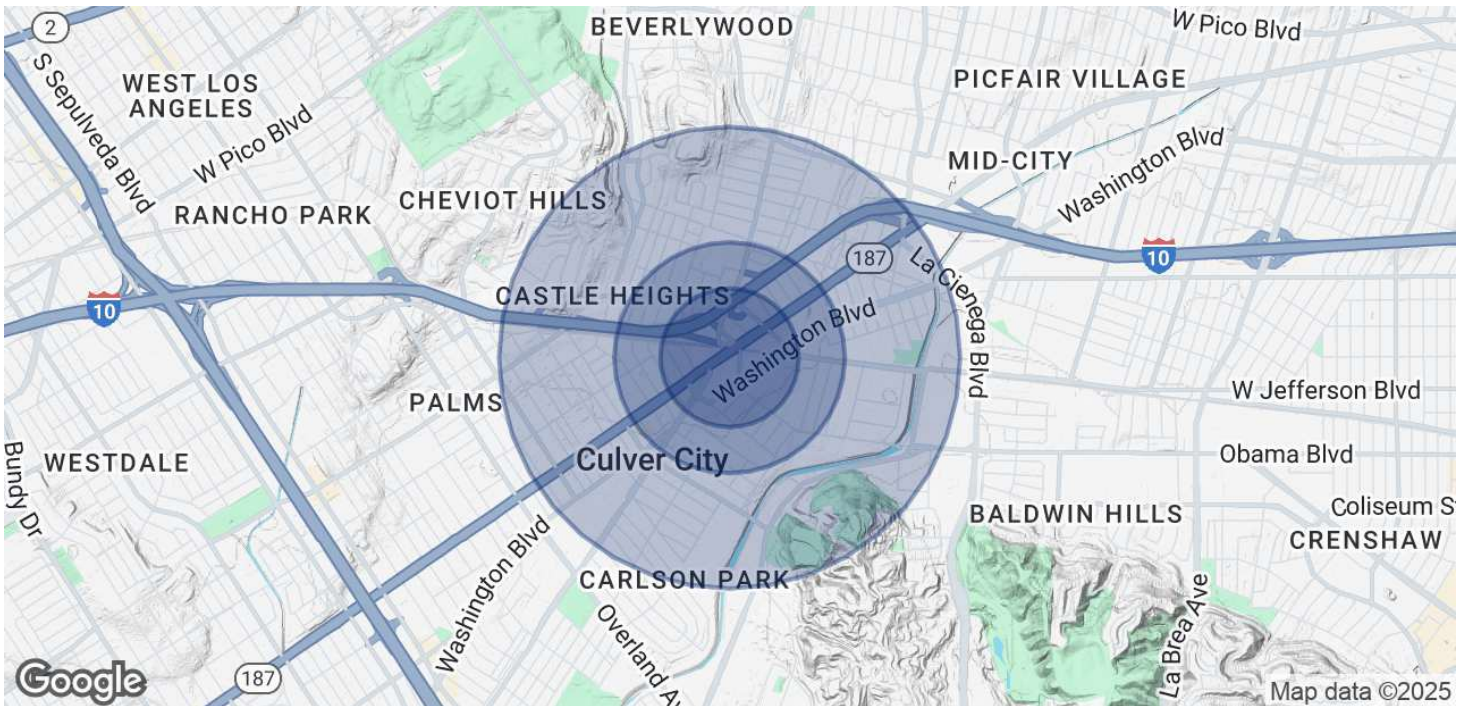 BEVERLYWOOD
W Pico Blvd
2
S Sepulveda Blvd
WEST LOS
ANGELES
PICFAIR VILLAGE
W Pico Blvd
MID-CITY
Washington Blvd
CHEVIOT HILLS
RANCHO PARK
187
10
La Cienega Blvd
CASTLE HEIGHTS
10
Washington Blvd
W Jefferson Blvd
PALMS
Culver City
Obama Blvd
WESTDALE
Bundy Dr
BALDWIN HILLS
Coliseum S
CRENSHAW
CARLSON PARK
Washington Blvd
Overland Av
La Brea Ave
187
Google
Map data ©2025